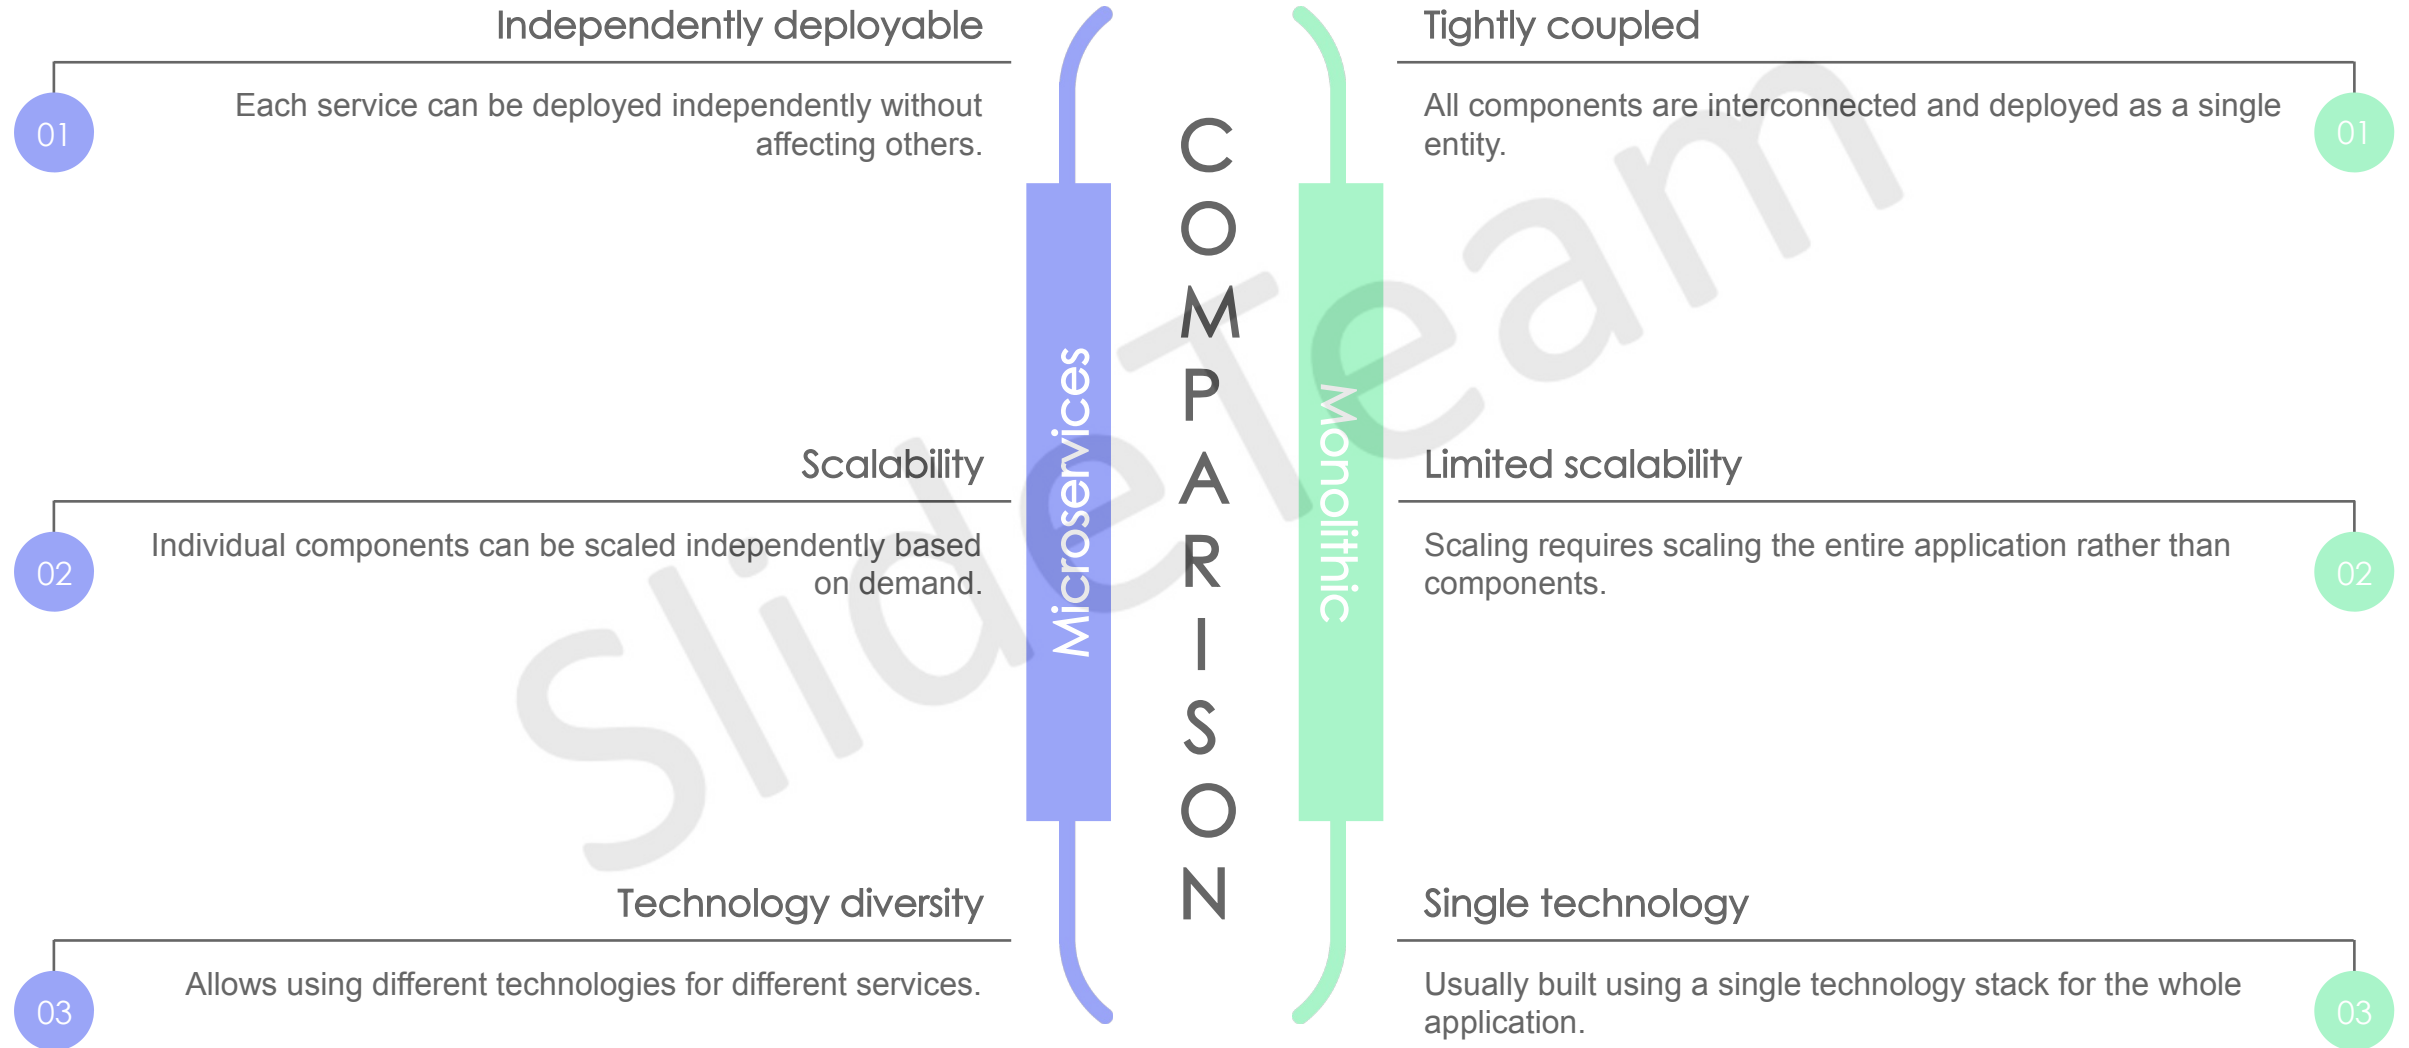 Independently deployable
01
Each service can be deployed independently without
affecting others.
Scalability
02
Individual components can be scaled independently based
on demand.
Technology diversity
03
Allows using different technologies for different services.
Microservices
COMPARISON
Monolithic
Tightly coupled
All components are interconnected and deployed as a single
entity.
01
Limited scalability
Scaling requires scaling the entire application rather than
components.
02
Single technology
Usually built using a single technology stack for the whole
application.
03
SlideTeam